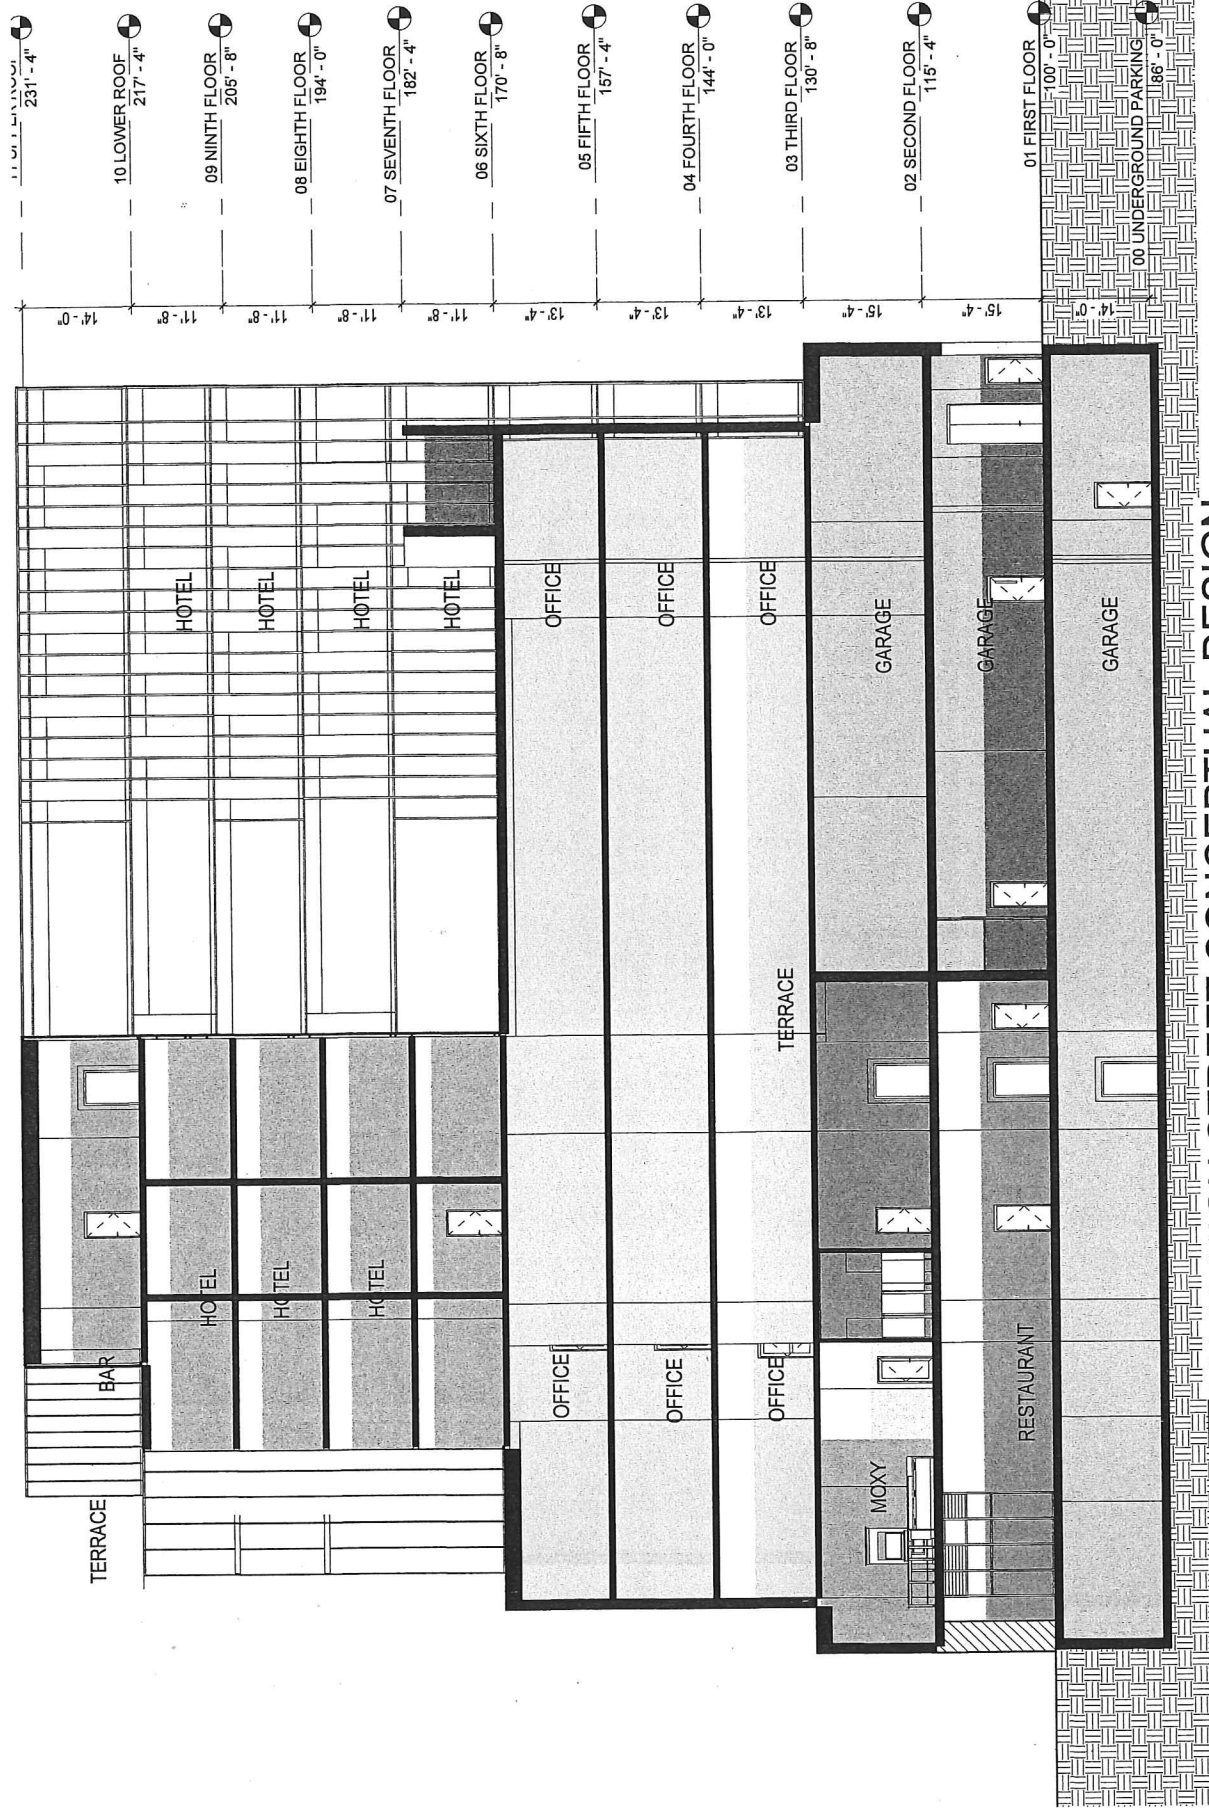 231' - 4"
10 LOWER ROOF
217' - 4"
09 NINTH FLOOR
205' - 8"
08 EIGHTH FLOOR
194' - 0"
07 SEVENTH FLOOR
182' - 4"
06 SIXTH FLOOR
170' - 8"
05 FIFTH FLOOR
157' - 4"
04 FOURTH FLOOR
144' - 0"
03 THIRD FLOOR
130' - 8"
02 SECOND FLOOR
115' - 4"
01 FIRST FLOOR
100' - 0"
00 UNDERGROUND PARKING
86' - 0"
14' - 0"
11' - 8"
11' - 8"
11' - 8"
11' - 8"
13' - 4"
13' - 4"
13' - 4"
15' - 4"
15' - 4"
14' - 0"
HOTEL
HOTEL
HOTEL
HOTEL
OFFICE
OFFICE
OFFICE
GARAGE
GARAGE
GARAGE
TERRACE
HOTEL
HOTEL
HOTEL
BAR
TERRACE
OFFICE
OFFICE
OFFICE
MOXY
RESTAURANT
CONCEPTUAL DESIGN